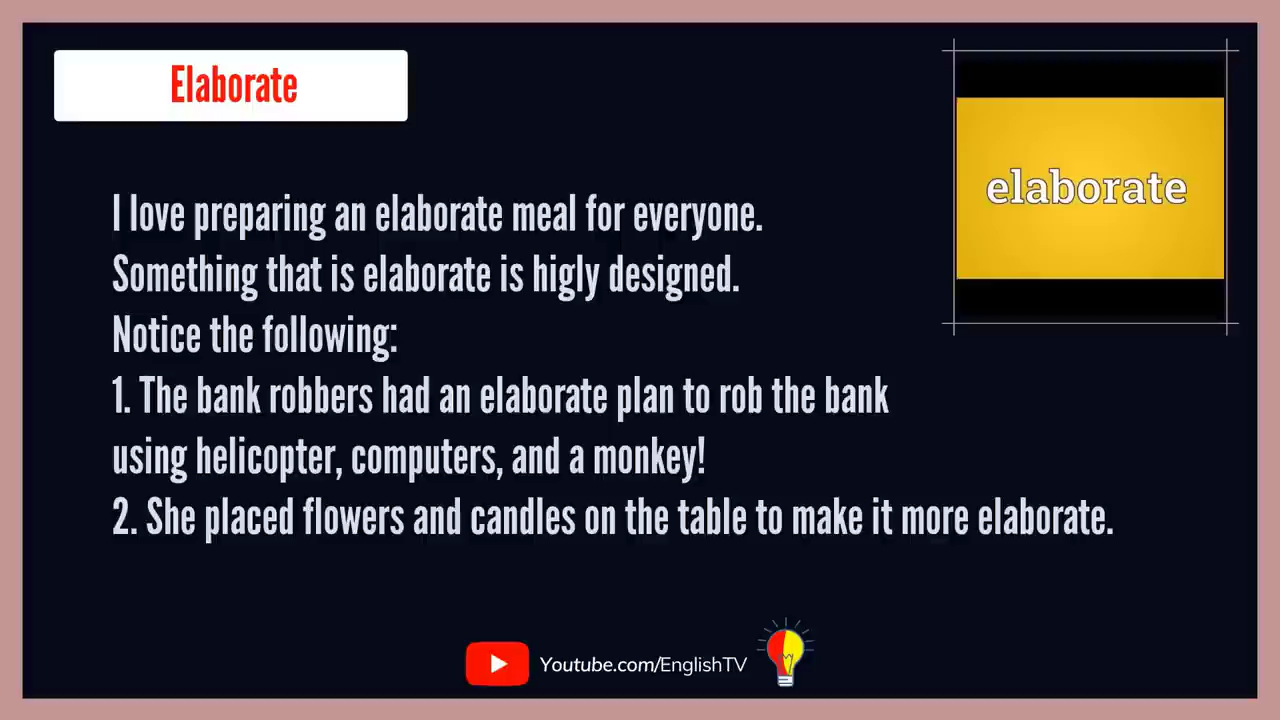 Elaborate
elaborate
I love preparing an elaborate meal for everyone.
Something that is elaborate is higly designed.
Notice the following:
1. The bank robbers had an elaborate plan to rob the bank
using helicopter, computers, and a monkey!
2. She placed flowers and candles on the table to make it more elaborate.
Youtube.com/EnglishTV